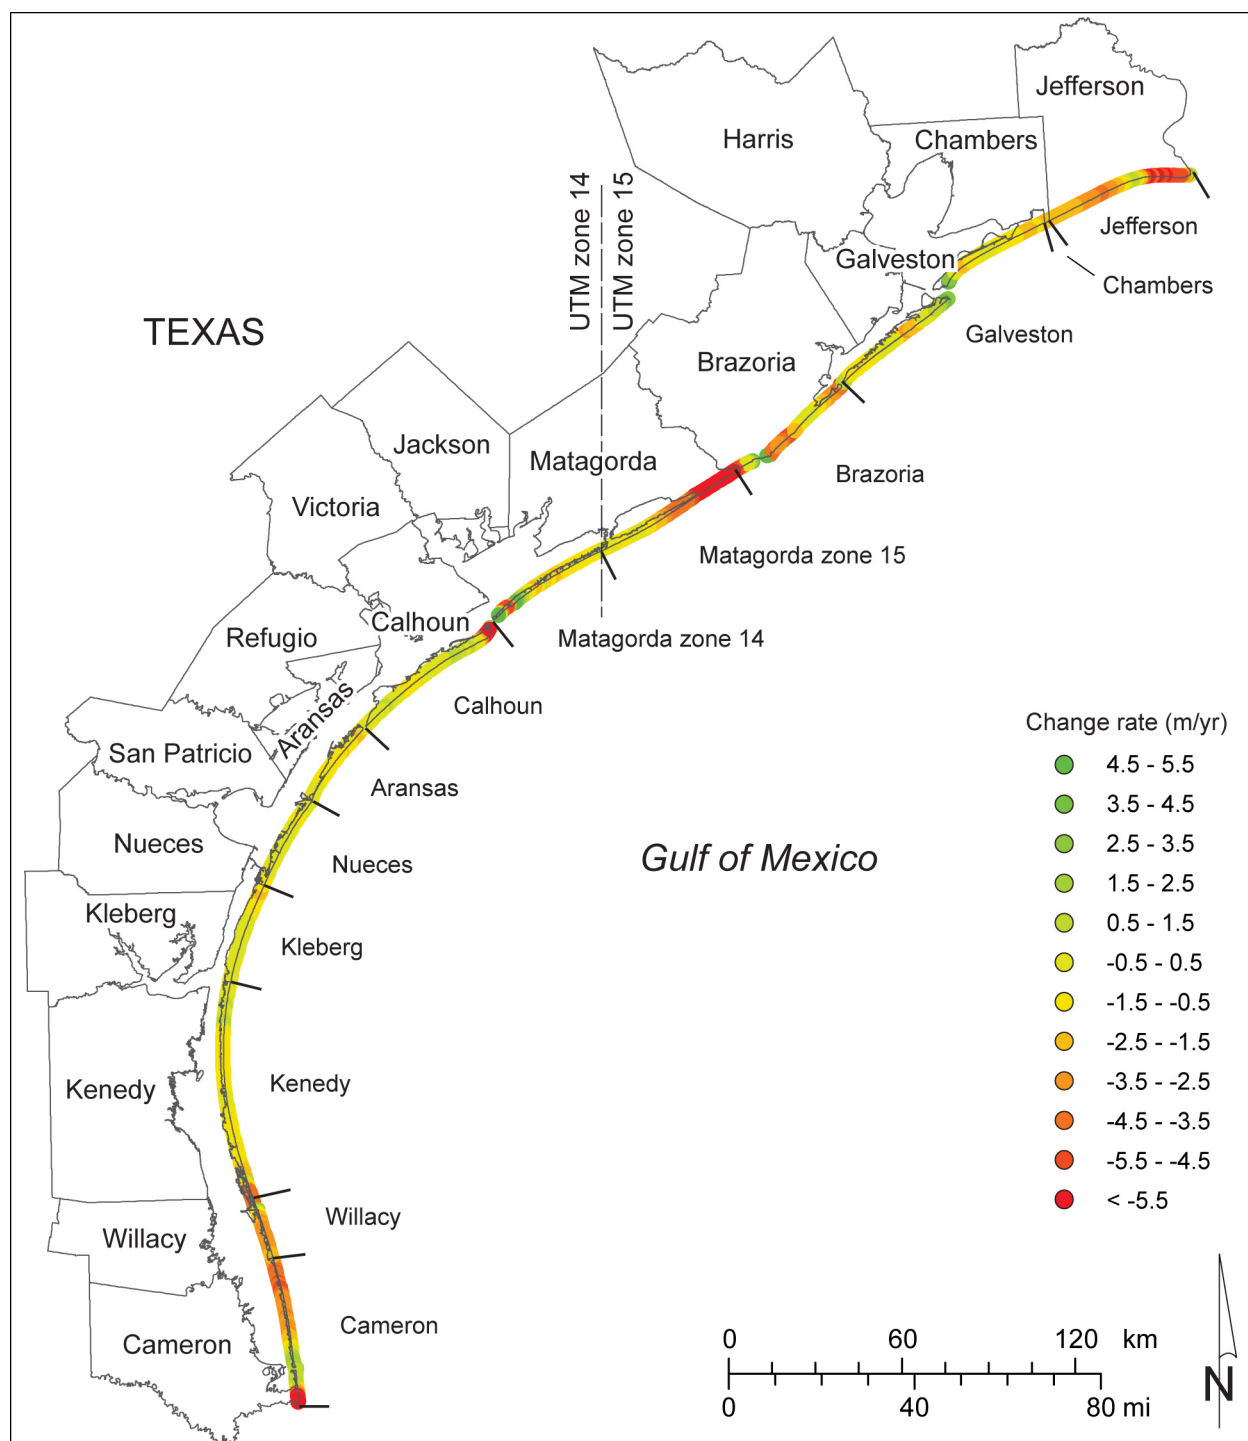 Jefferson
Harris
Chambers
UTM zone 14
UTM zone 15
Jefferson
Galveston
Chambers
TEXAS
Galveston
Brazoria
Jackson
Matagorda
Brazoria
Victoria
Matagorda zone 15
Calhoun
Refugio
Matagorda zone 14
Aransas
Calhoun
San Patricio
Aransas
Nueces
Nueces
Gulf of Mexico
Kleberg
Kleberg
Kenedy
Kenedy
Willacy
Willacy
Cameron
Cameron
Change rate (m/yr)
4.5 - 5.5
3.5 - 4.5
2.5 - 3.5
1.5 - 2.5
0.5 - 1.5
-0.5 - 0.5
-1.5 - -0.5
-2.5 - -1.5
-3.5 - -2.5
-4.5 - -3.5
-5.5 - -4.5
< -5.5
0 60 120 km
0 40 80 mi
N